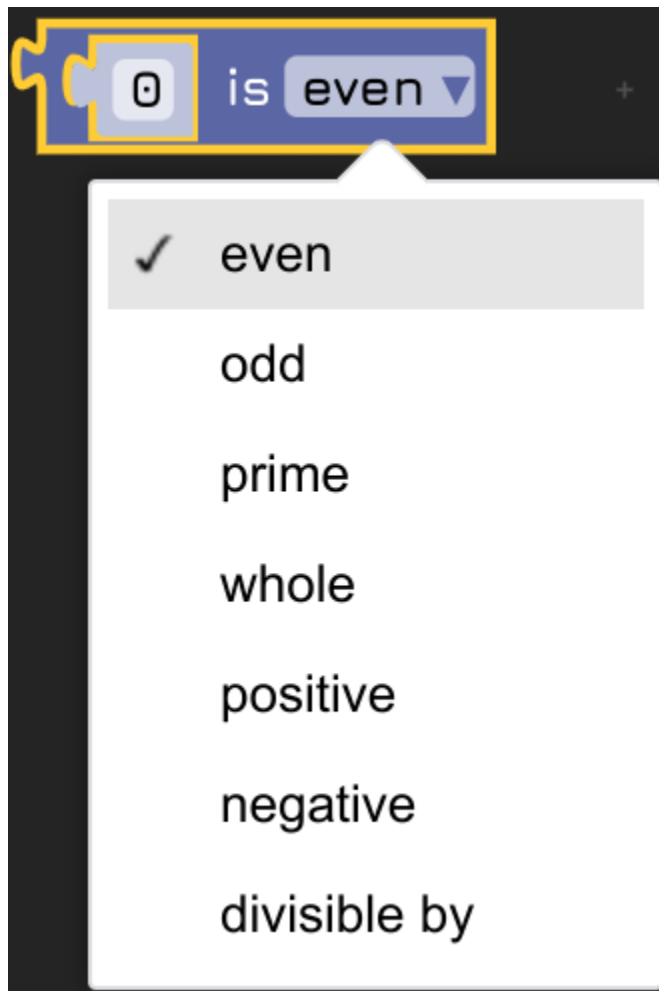 0 is even ▼
✓ even
odd
prime
whole
positive
negative
divisible by